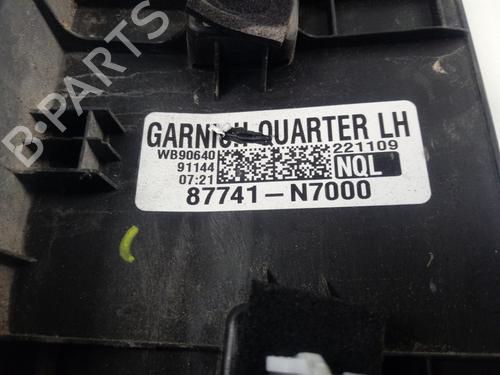 GARNISH QUARTER LH
WB90640
221109
91144
07:21
NQL
87741-N7000
B-PARTS